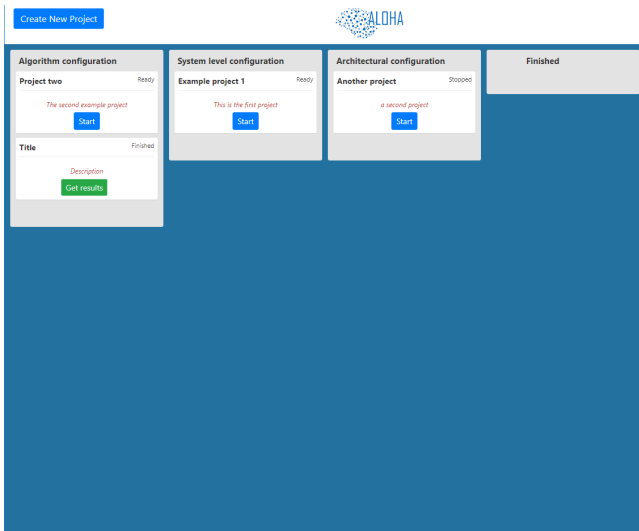 Create New Project
ALOHA
Algorithm configuration
Project two Ready
The second example project
Start
Title Finished
Description
Get results
System level configuration
Example project 1 Ready
This is the first project
Start
Architectural configuration
Another project Stopped
a second project
Start
Finished